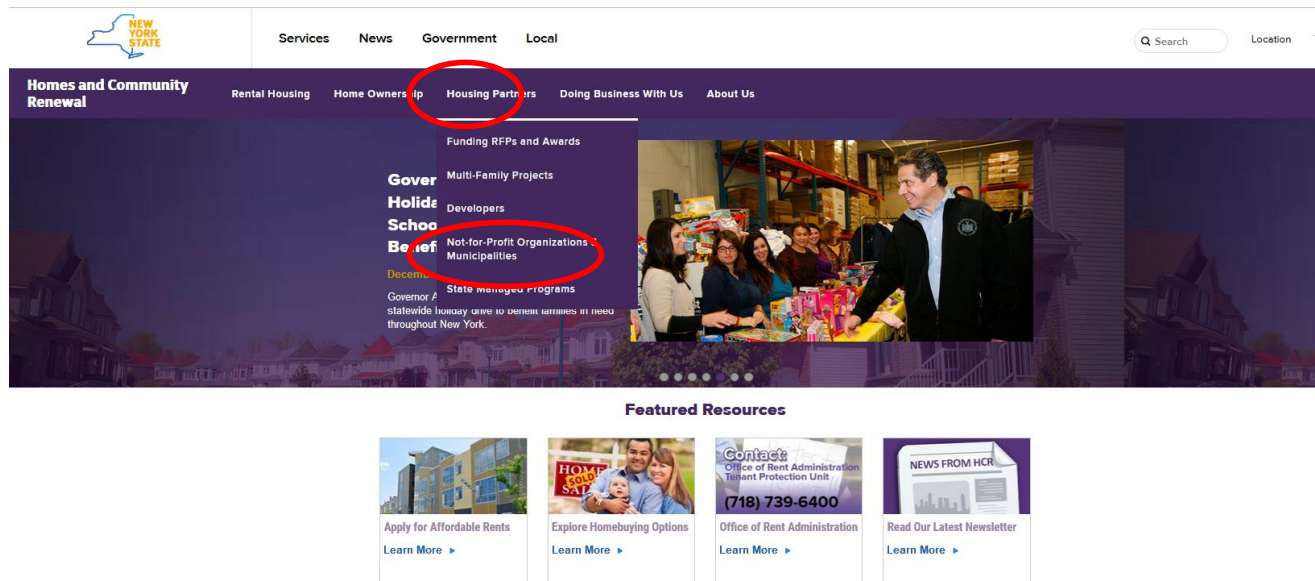 NEW
YORK
STATE
Services News Government Local
Search
Location
Homes and Community
Renewal
Rental Housing Home Ownership Housing Partners Doing Business With Us About Us
Funding RFPs and Awards
Multi-Family Projects
Developers
Not-for-Profit Organizations &
Municipalities
State Managed Programs
Gover
Holida
Schoo
Benef
Decemb
Governor A
statewide holiday drive to benefit families in need
throughout New York.
Featured Resources
HOME
SOLD!
SALE
Contact:
Office of Rent Administration
Tenant Protection Unit
(718) 739-6400
NEWS FROM HCR
Apply for Affordable Rents
Learn More
Explore Homebuying Options
Learn More
Office of Rent Administration
Learn More
Read Our Latest Newsletter
Learn More